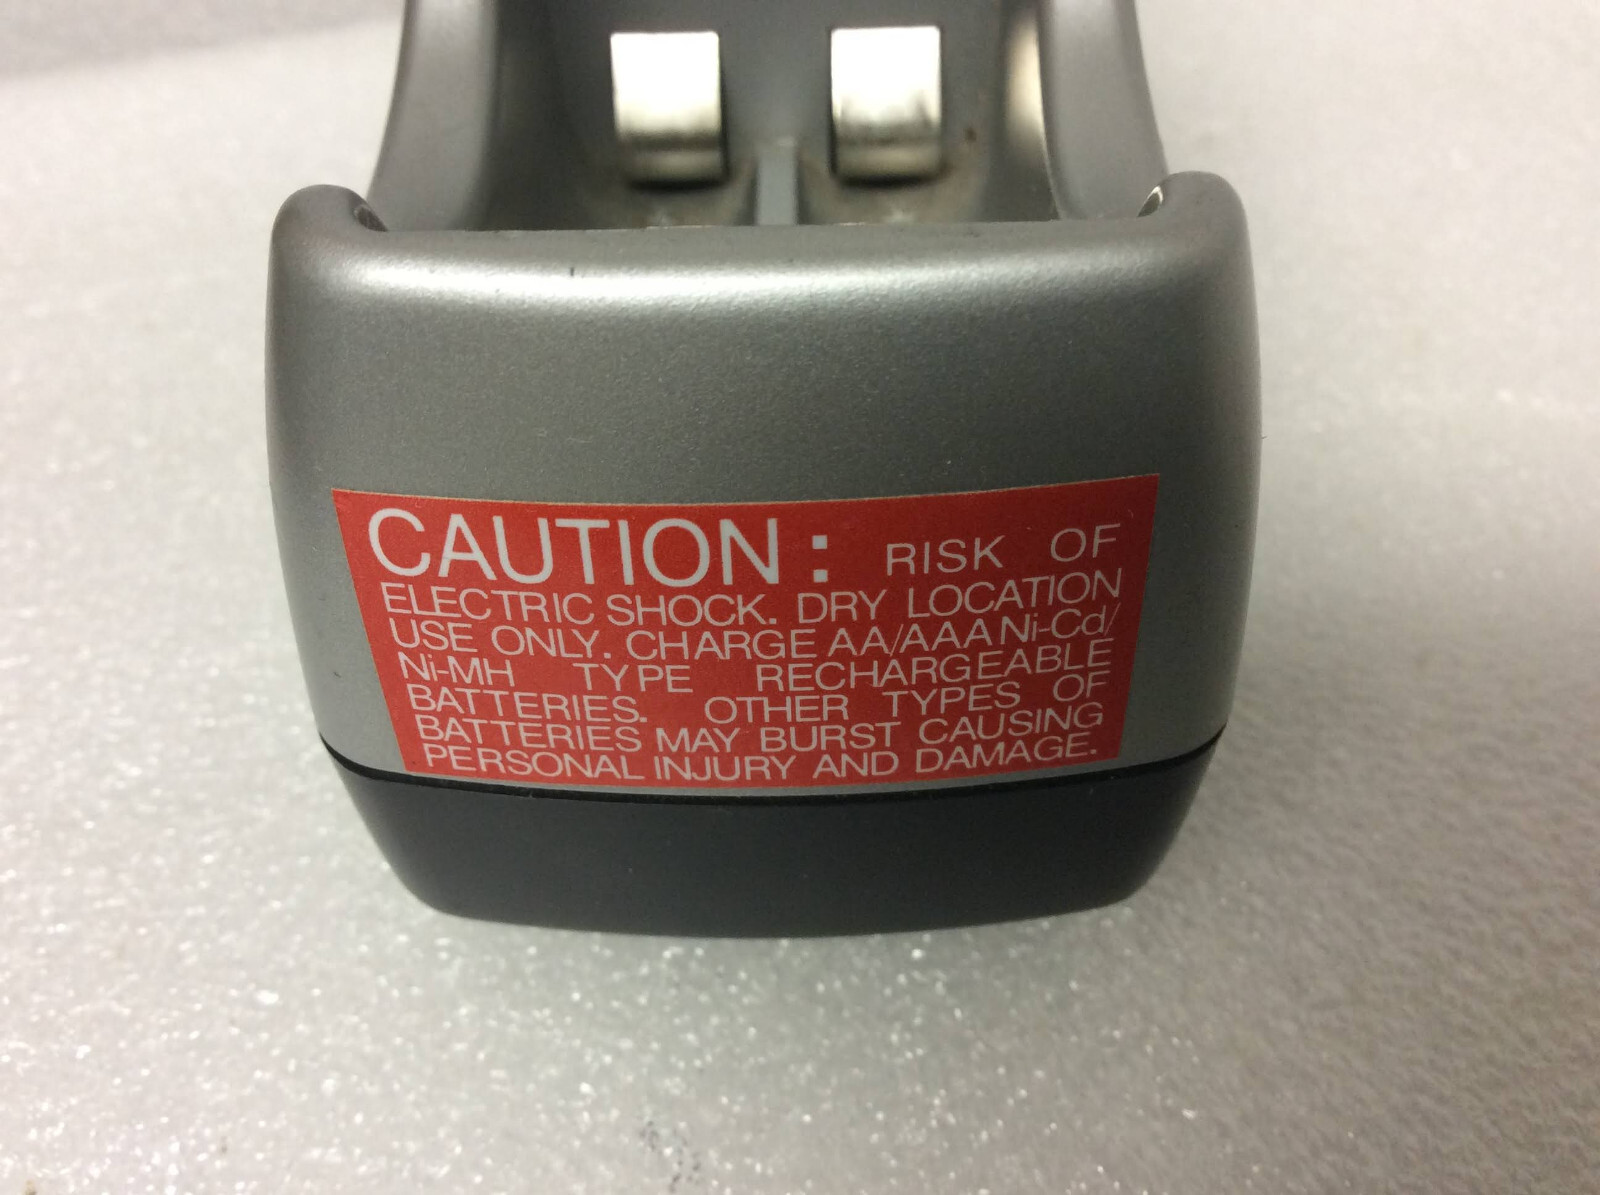 CAUTION: RISK OF
ELECTRIC SHOCK. DRY LOCATION
USE ONLY. CHARGE AA/AAA Ni-Cd/
Ni-MH TYPE RECHARGEABLE
BATTERIES. OTHER TYPES OF
BATTERIES MAY BURST CAUSING
PERSONAL INJURY AND DAMAGE.